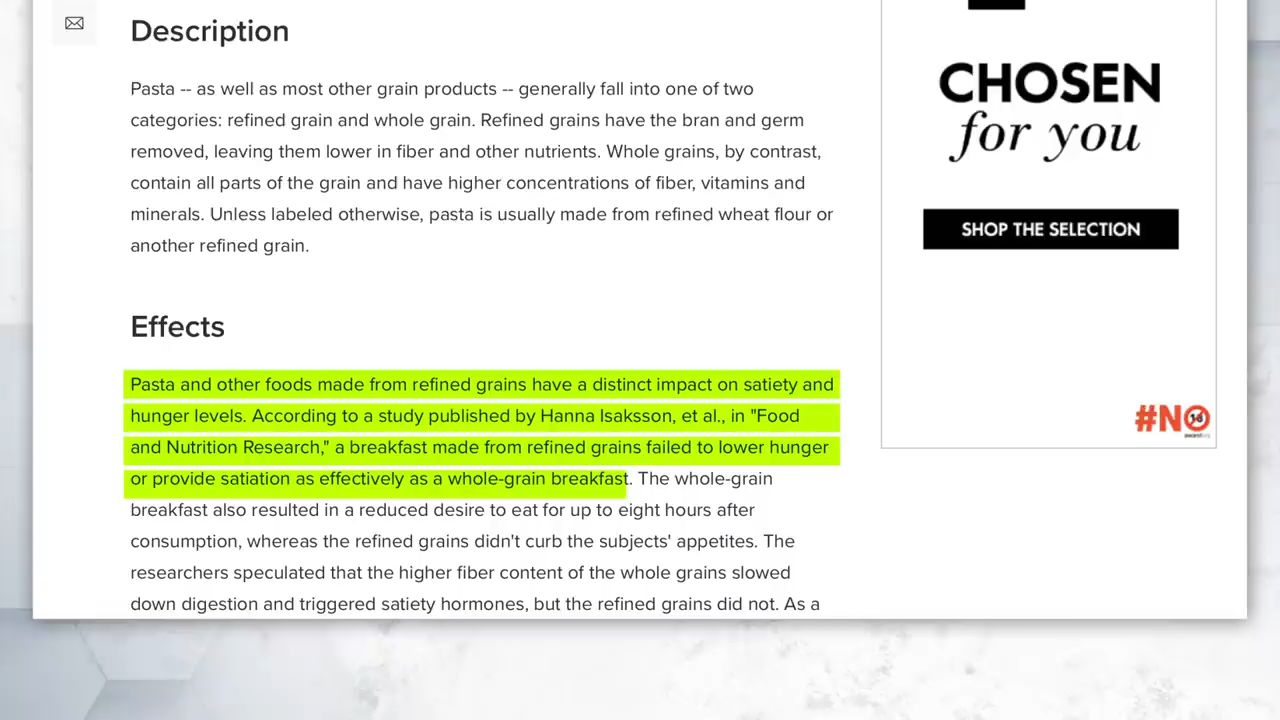 Description
Pasta -- as well as most other grain products -- generally fall into one of two
categories: refined grain and whole grain. Refined grains have the bran and germ
removed, leaving them lower in fiber and other nutrients. Whole grains, by contrast,
contain all parts of the grain and have higher concentrations of fiber, vitamins and
minerals. Unless labeled otherwise, pasta is usually made from refined wheat flour or
another refined grain.
Effects
Pasta and other foods made from refined grains have a distinct impact on satiety and
hunger levels. According to a study published by Hanna Isaksson, et al., in "Food
and Nutrition Research," a breakfast made from refined grains failed to lower hunger
or provide satiation as effectively as a whole-grain breakfast. The whole-grain
breakfast also resulted in a reduced desire to eat for up to eight hours after
consumption, whereas the refined grains didn't curb the subjects' appetites. The
researchers speculated that the higher fiber content of the whole grains slowed
down digestion and triggered satiety hormones, but the refined grains did not. As a
CHOSEN
for you
SHOP THE SELECTION
#NO